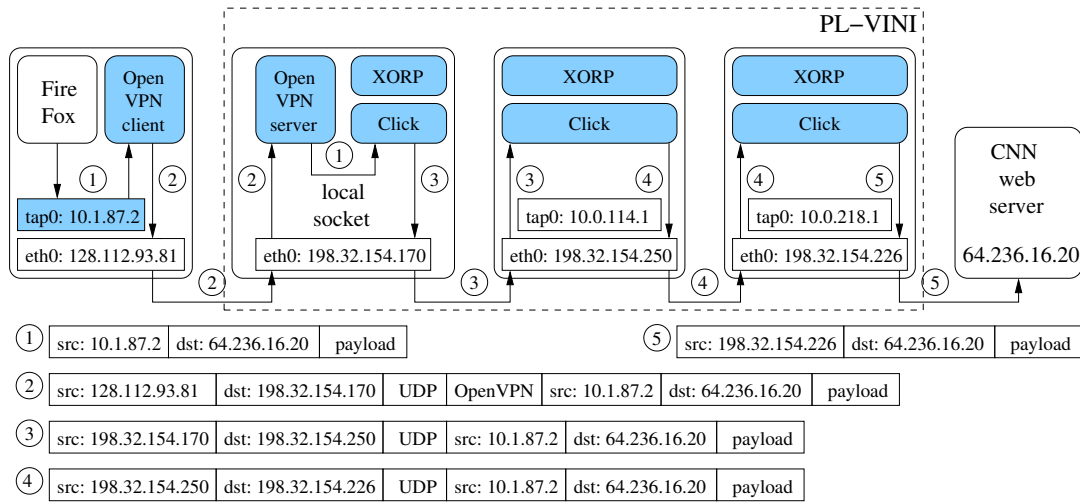 PL−VINI
Fire
Fox
Open
VPN
client
1
2
tap0: 10.1.87.2
eth0: 128.112.93.81
2
Open
VPN
server
XORP
Click
1
2
3
local
socket
eth0: 198.32.154.170
3
XORP
Click
3
4
tap0: 10.0.114.1
eth0: 198.32.154.250
4
XORP
Click
4
5
tap0: 10.0.218.1
eth0: 198.32.154.226
5
CNN
web
server
64.236.16.20
1 src: 10.1.87.2 dst: 64.236.16.20 payload
5 src: 198.32.154.226 dst: 64.236.16.20 payload
2 src: 128.112.93.81 dst: 198.32.154.170 UDP OpenVPN src: 10.1.87.2 dst: 64.236.16.20 payload
3 src: 198.32.154.170 dst: 198.32.154.250 UDP src: 10.1.87.2 dst: 64.236.16.20 payload
4 src: 198.32.154.250 dst: 198.32.154.226 UDP src: 10.1.87.2 dst: 64.236.16.20 payload